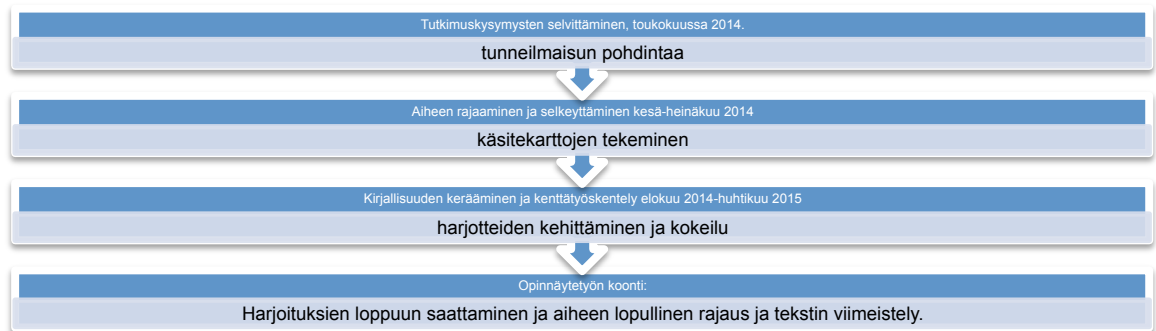 Tutkimuskysymysten selvittäminen, toukokuussa 2014.
tunneilmaisun pohdintaa
Aiheen rajaaminen ja selkeyttäminen kesä-heinäkuu 2014
käsitekarttojen tekeminen
Kirjallisuuden kerääminen ja kenttätyöskentely elokuu 2014-huhtikuu 2015
harjotteiden kehittäminen ja kokeilu
Opinnäytetyön koonti:
Harjoituksien loppuun saattaminen ja aiheen lopullinen rajaus ja tekstin viimeistely.